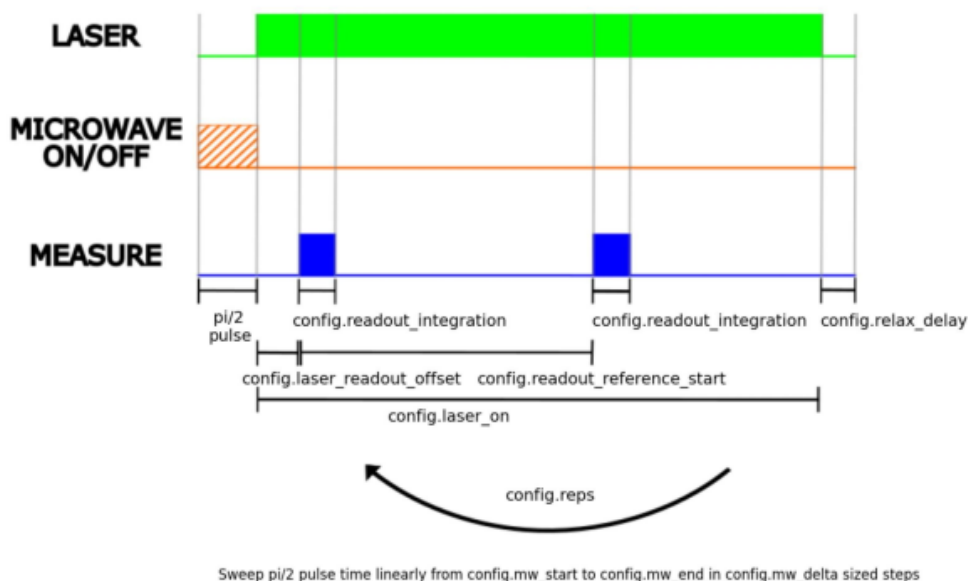 LASER
MICROWAVE
ON/OFF
MEASURE
pi/2
pulse
config.readout_integration
config.readout_integration
config.relax_delay
config.laser_readout_offset
config.readout_reference_start
config.laser_on
config.reps
Sweep pi/2 pulse time linearly from config.mw_start to config.mw_end in config.mw_delta sized steps